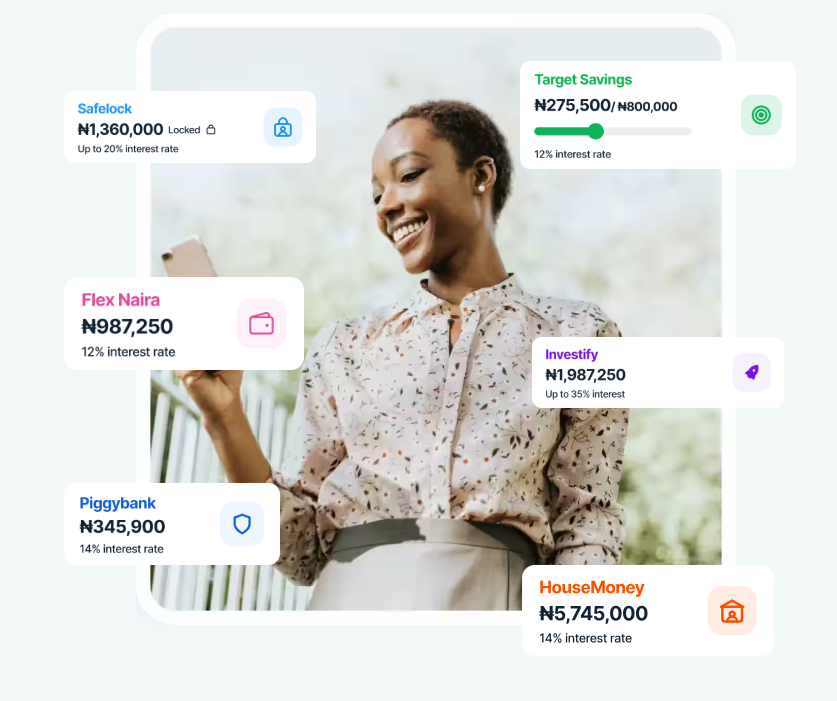 Target Savings
₦275,500/ ₦800,000
12% interest rate
Safelock
₦1,360,000 Locked
Up to 20% interest rate
Flex Naira
₦987,250
12% interest rate
Investify
₦1,987,250
Up to 35% interest
Piggybank
₦345,900
14% interest rate
HouseMoney
₦5,745,000
14% interest rate